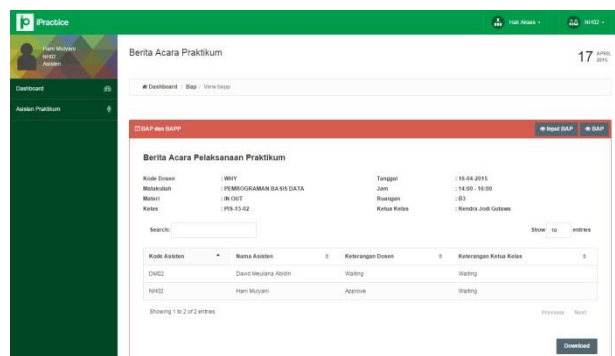 iPractice
Hak Akses
NH02
Hani Mulyani
NH02
Asisten
Dashboard
Asisten Praktikum
Berita Acara Praktikum
17 APRIL 2015
Dashboard / Bap / View bapp
BAP dan BAPP
Input BAP
BAP
Berita Acara Pelaksanaan Praktikum
Kode Dosen : WHY Tanggal : 16-04-2015
Matakuliah : PEMROGRAMAN BASIS DATA Jam : 14:00 - 16:00
Materi : IN OUT Ruangan : B3
Kelas : PIS-13-02 Ketua Kelas : Rendra Jodi Gutawa
Search: Show 10 entries
Kode Asisten Nama Asisten Keterangan Dosen Keterangan Ketua Kelas
DM02 David Maulana Abidin Waiting Waiting
NH02 Hani Mulyani Approve Waiting
Showing 1 to 2 of 2 entries Previous Next
Download